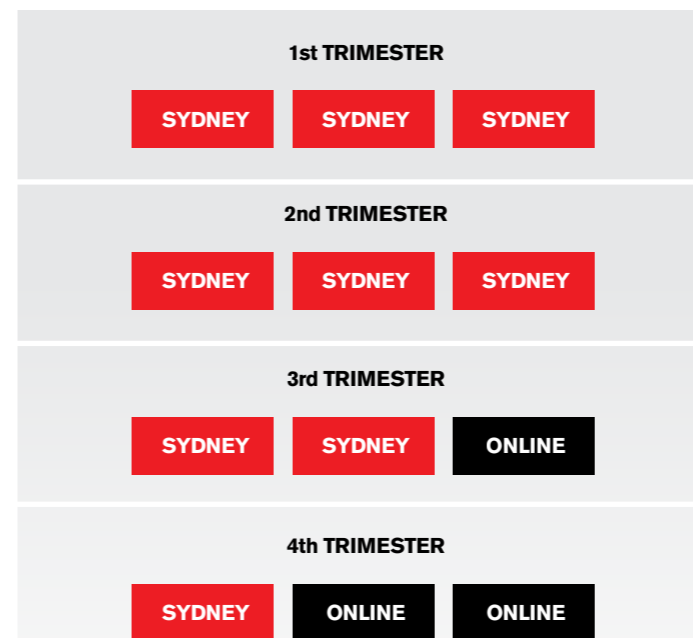 1st TRIMESTER
SYDNEY SYDNEY SYDNEY
2nd TRIMESTER
SYDNEY SYDNEY SYDNEY
3rd TRIMESTER
SYDNEY SYDNEY ONLINE
4th TRIMESTER
SYDNEY ONLINE ONLINE